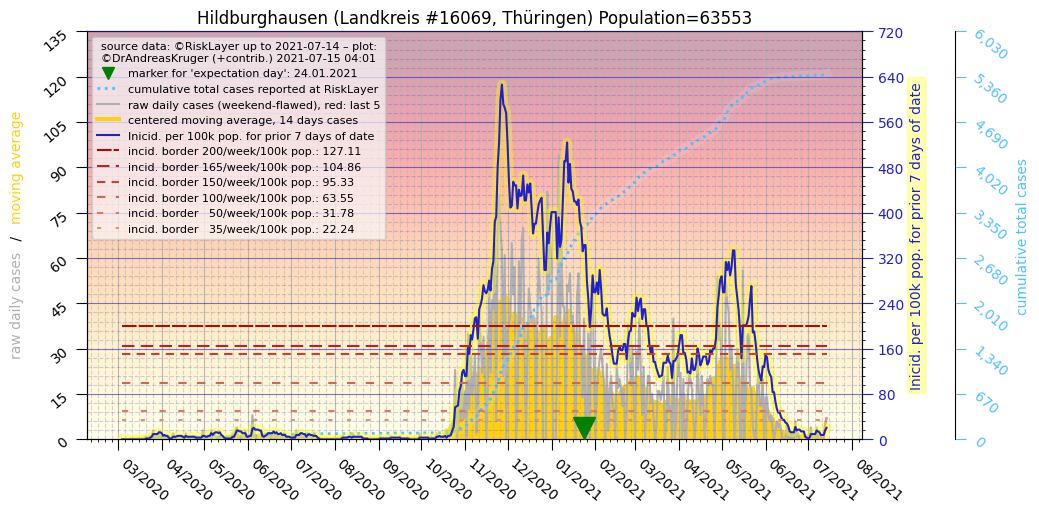 Hildburghausen (Landkreis #16069, Thüringen) Population=63553
source data: ©RiskLayer up to 2021-07-14 – plot:
©DrAndreasKruger (+contrib.) 2021-07-15 04:01
marker for 'expectation day': 24.01.2021
cumulative total cases reported at RiskLayer
raw daily cases (weekend-flawed), red: last 5
centered moving average, 14 days cases
Inicid. per 100k pop. for prior 7 days of date
incid. border 200/week/100k pop.: 127.11
incid. border 165/week/100k pop.: 104.86
incid. border 150/week/100k pop.: 95.33
incid. border 100/week/100k pop.: 63.55
incid. border   50/week/100k pop.: 31.78
incid. border   35/week/100k pop.: 22.24
raw daily cases / moving average
135
120
105
90
75
60
45
30
15
0
03/2020
04/2020
05/2020
06/2020
07/2020
08/2020
09/2020
10/2020
11/2020
12/2020
01/2021
02/2021
03/2021
04/2021
05/2021
06/2021
07/2021
08/2021
720
640
560
480
400
320
240
160
80
0
Inicid. per 100k pop. for prior 7 days of date
6,030
5,360
4,690
4,020
3,350
2,680
2,010
1,340
670
0
cumulative total cases